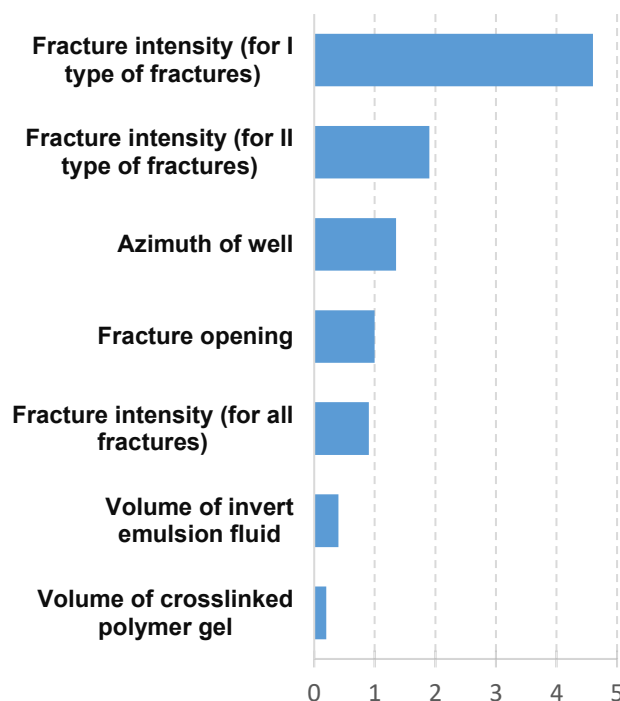 Fracture intensity (for I
type of fractures)
Fracture intensity (for II
type of fractures)
Azimuth of well
Fracture opening
Fracture intensity (for all
fractures)
Volume of invert
emulsion fluid
Volume of crosslinked
polymer gel
0 1 2 3 4 5